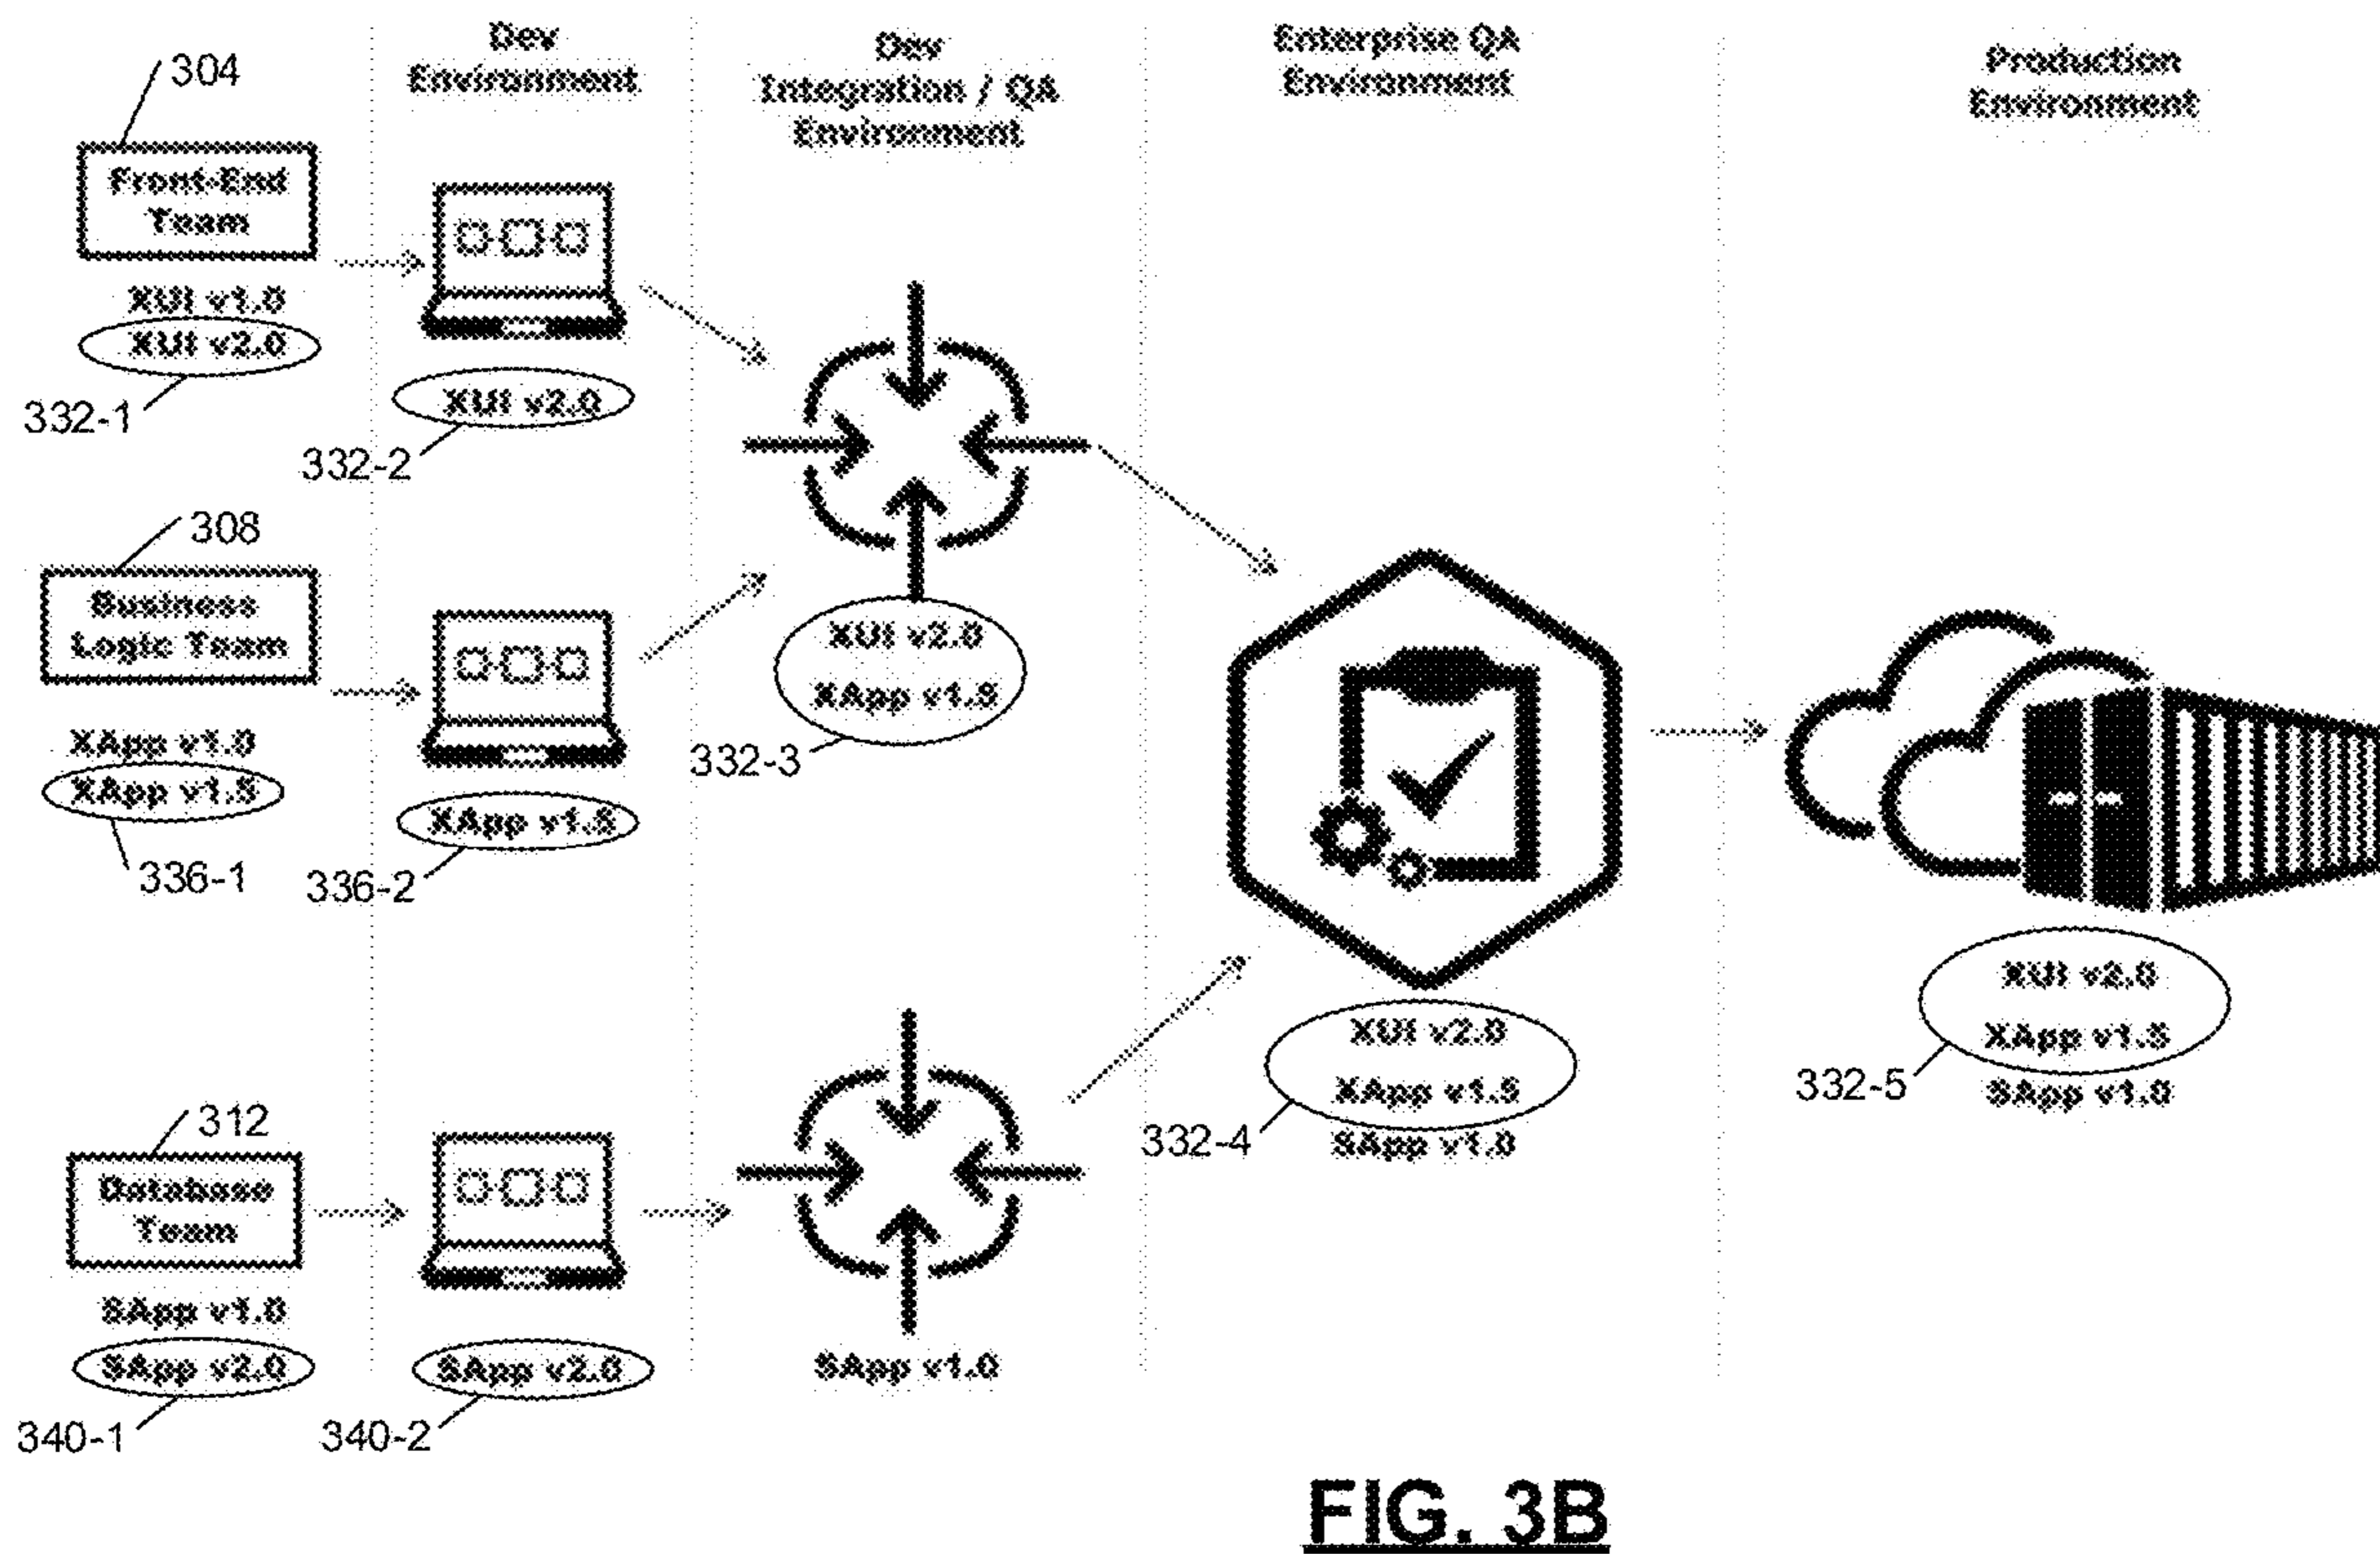 Dev
Environment
Dev
Integration / QA
Environment
Enterprise QA
Environment
Production
Environment
304
Front-End
Team
XUI v1.0
XUI v2.0
332-1
XUI v2.0
332-2
308
Business
Logic Team
XApp v1.0
XApp v1.5
336-1
XApp v1.5
336-2
XUI v2.0
XApp v1.5
332-3
312
Database
Team
SApp v1.0
SApp v2.0
340-1
SApp v2.0
340-2
SApp v1.0
XUI v2.0
XApp v1.5
332-4
SApp v1.0
XUI v2.0
XApp v1.5
332-5
SApp v1.0
FIG. 3B